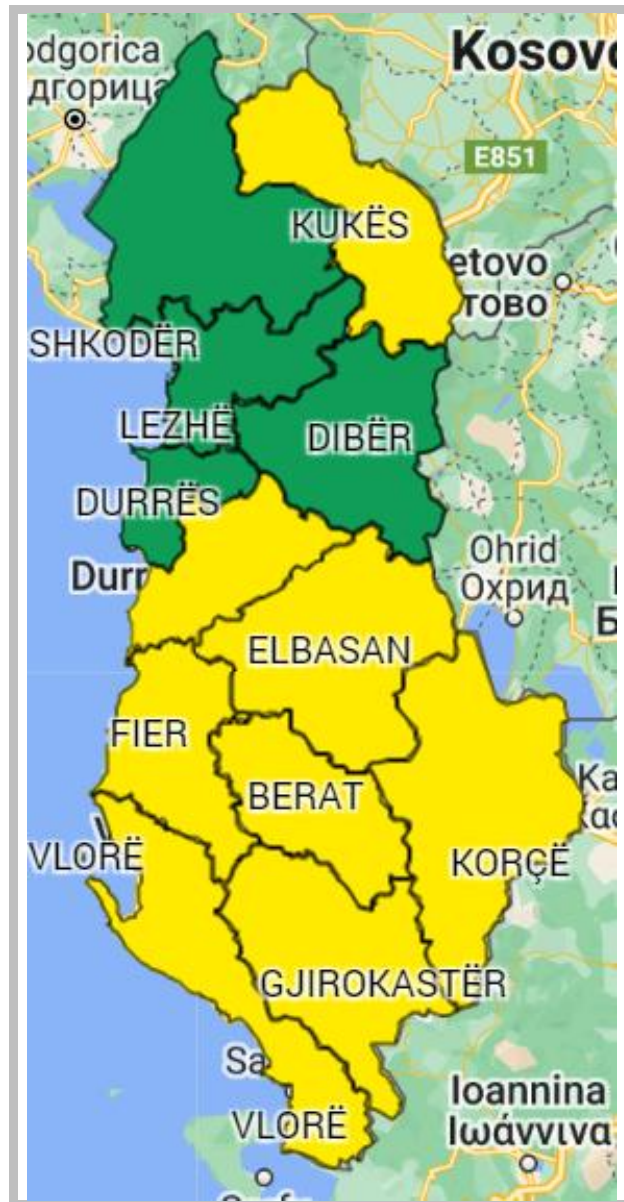 odgorica
дгорица
Kosovo
E851
KUKËS
etovo
тово
SHKODËR
LEZHË
DIBËR
DURRËS
Durr
Ohrid
Охрид
ELBASAN
FIER
BERAT
VLORË
KORÇË
GJIROKASTËR
Sa
VLORË
Ioannina
Ιωάννινα